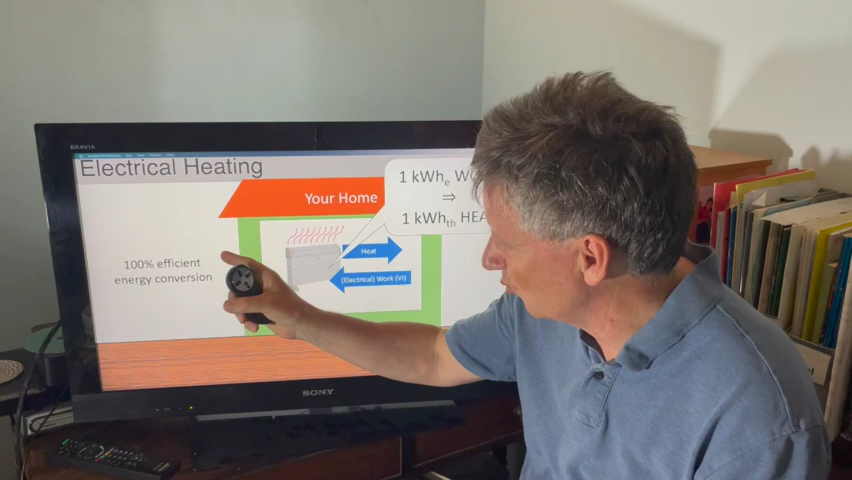 BRAVIA
Electrical Heating
Your Home
1 kWhe
⇒
1 kWhth
100% efficient
energy conversion
Heat
(Electrical) Work (VI)
SONY